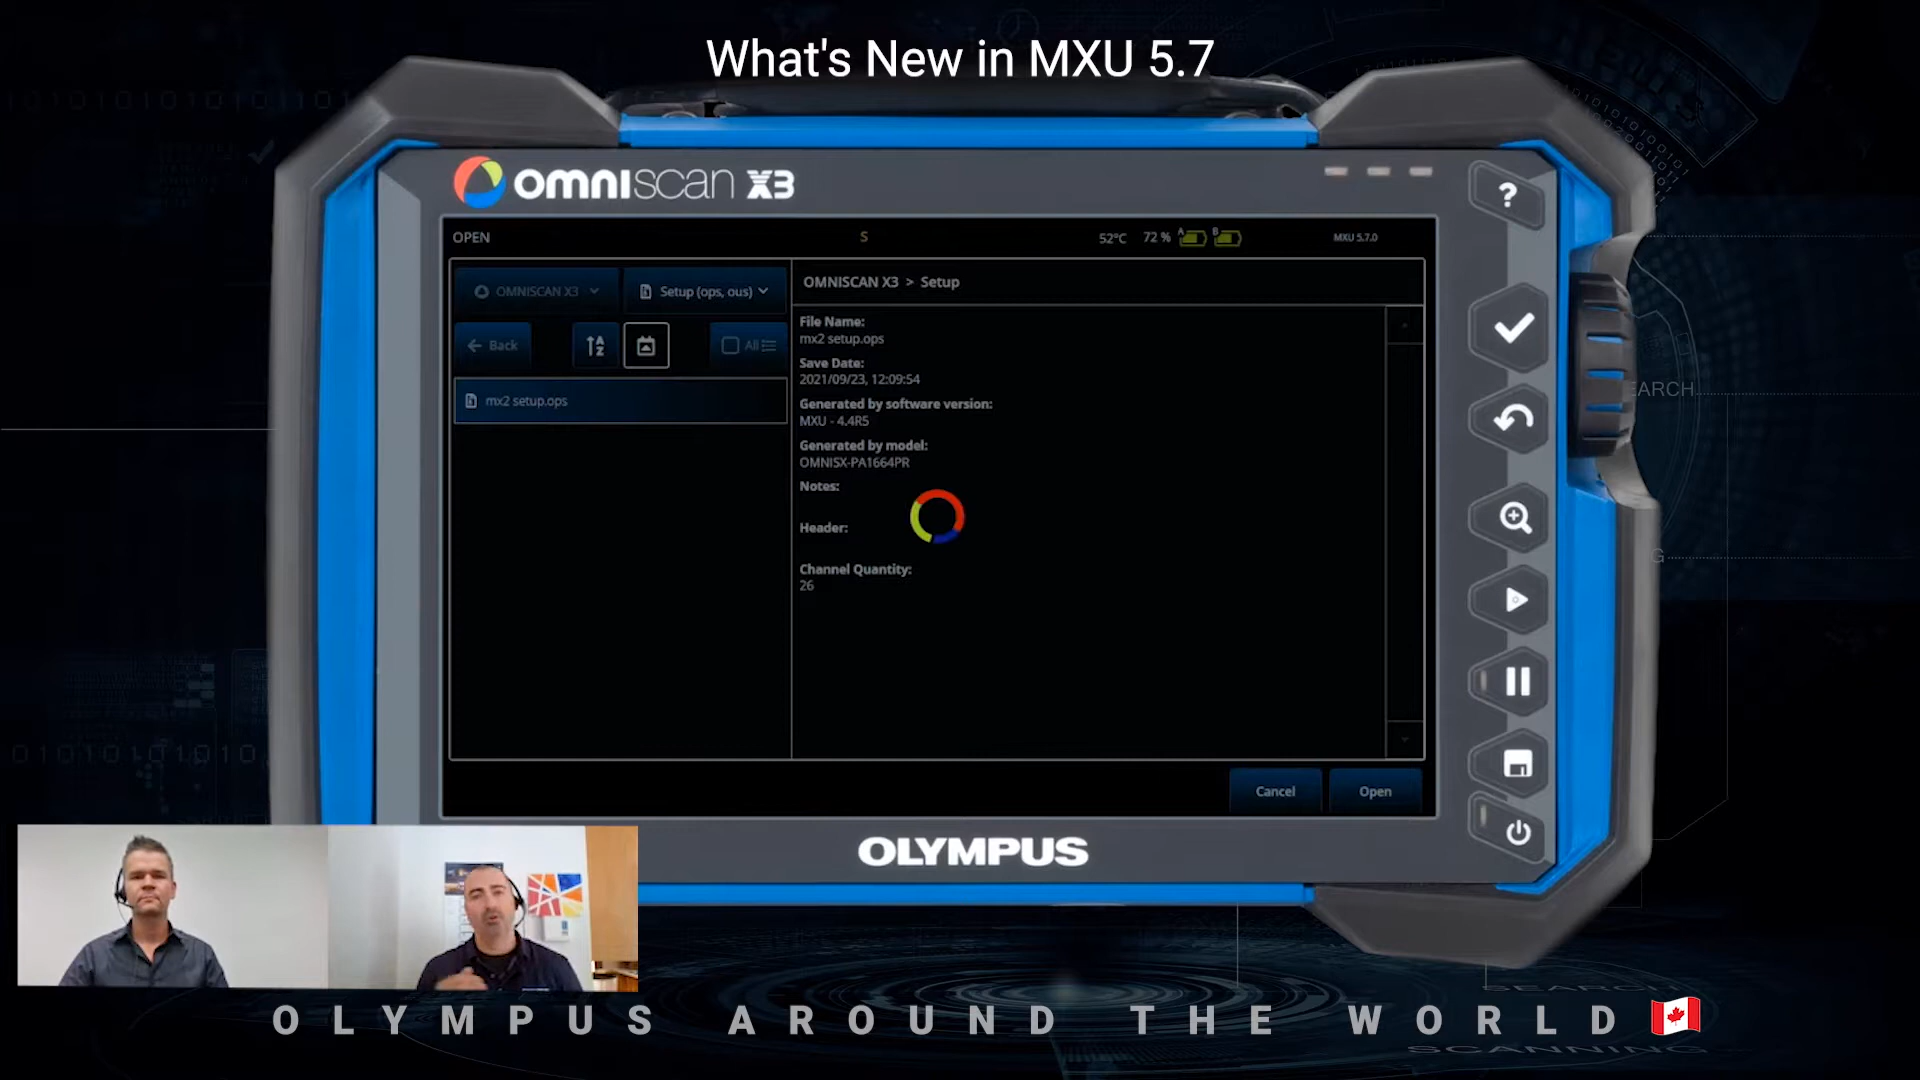 What's New in MXU 5.7
OMNISCAN X3
?
OPEN
S
52°C
72 %
A
B
MXU 5.7.0
OMNISCAN X3
Setup (ops, ous)
OMNISCAN X3 > Setup
Back
A
Z
All
mx2 setup.ops
File Name:
mx2 setup.ops
Save Date:
2021/09/23, 12:09:54
Generated by software version:
MXU - 4.4R5
Generated by model:
OMNISX-PA1664PR
Notes:
Header:
Channel Quantity:
26
Cancel
Open
OLYMPUS
OLYMPUS AROUND THE WORLD
SEARCH
SCANNING